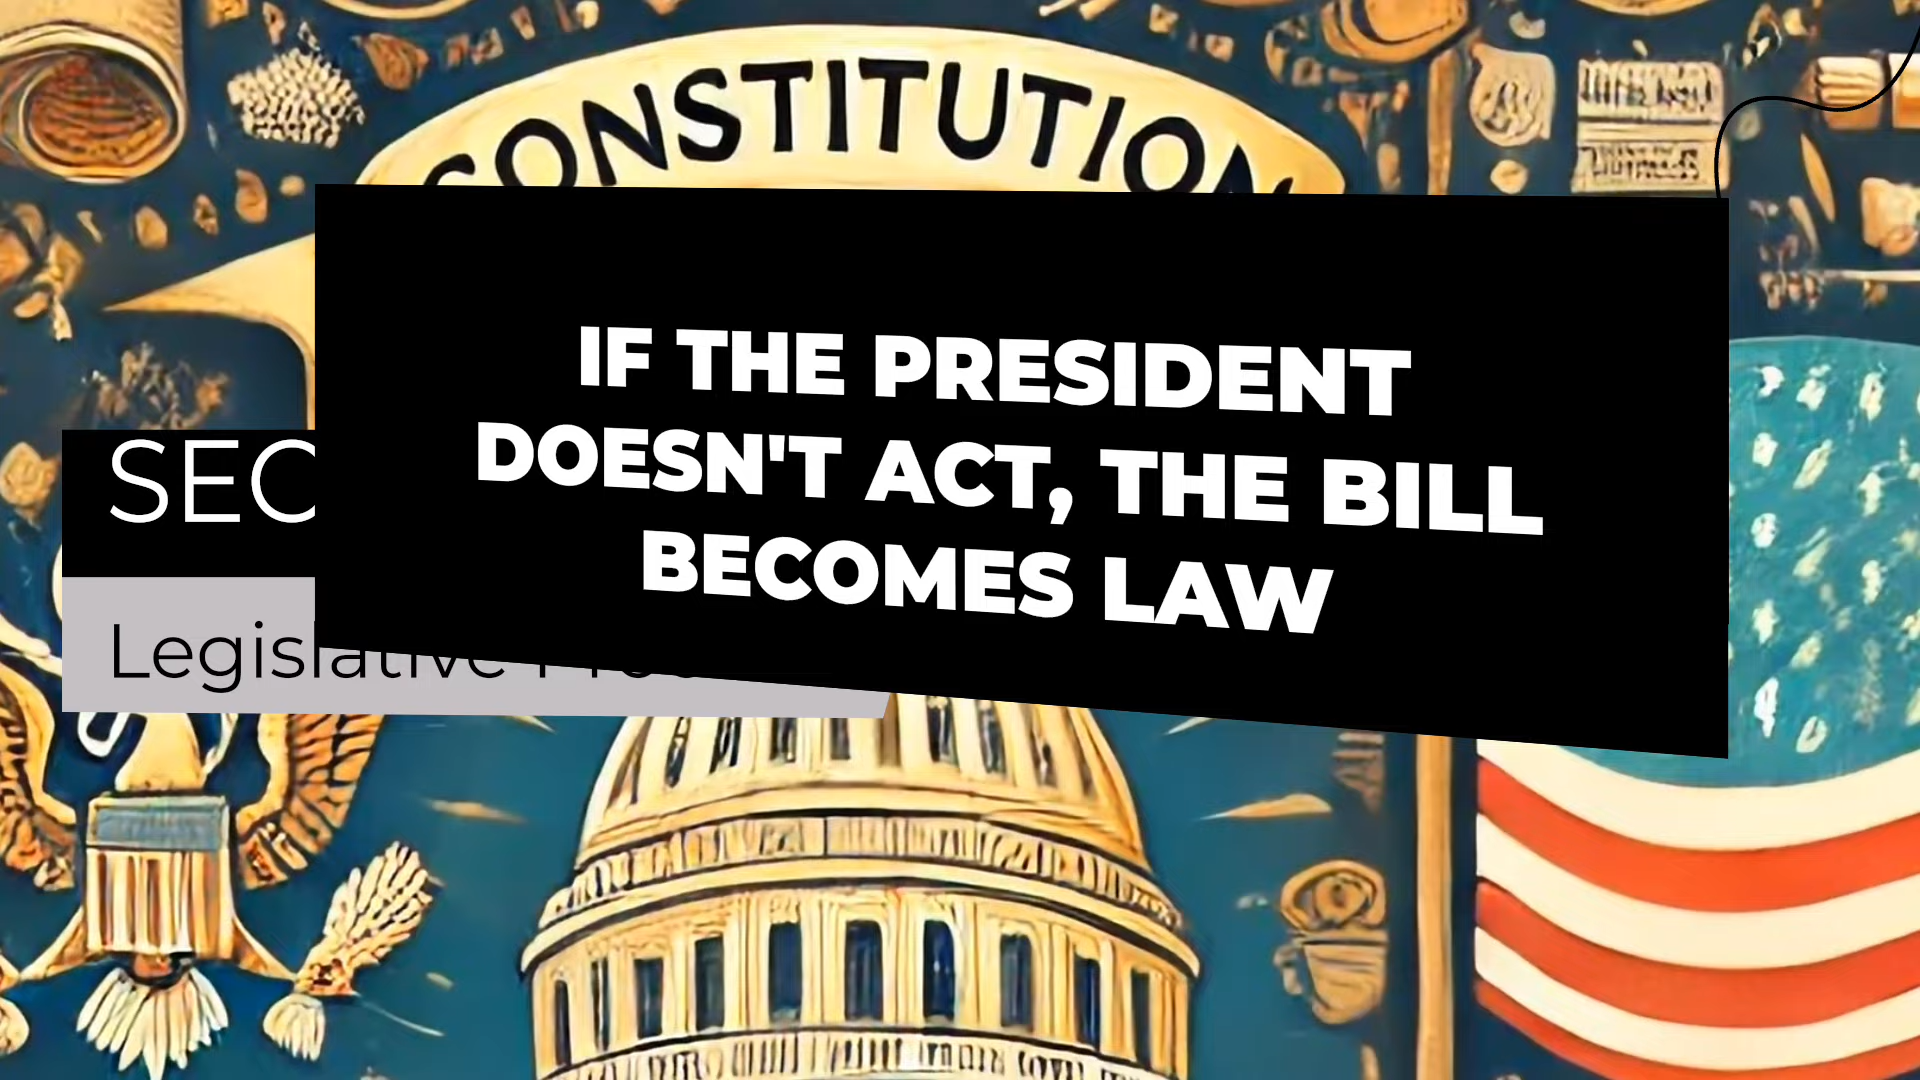 CONSTITUTION
IF THE PRESIDENT
DOESN'T ACT, THE BILL
BECOMES LAW
SEC
Legislative